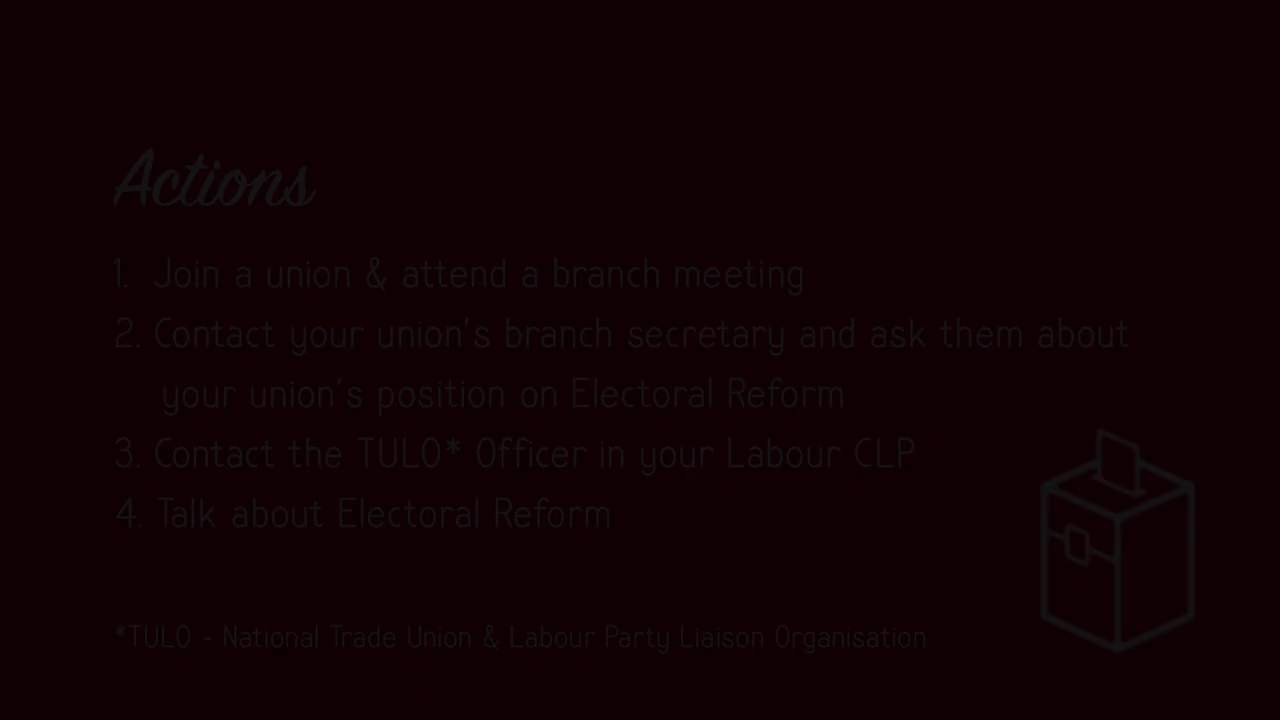 Actions
1. Join a union & attend a branch meeting
2. Contact your union's branch secretary and ask them about
your union's position on Electoral Reform
3. Contact the TULO* Officer in your Labour CLP
4. Talk about Electoral Reform
*TULO - National Trade Union & Labour Party Liaison Organisation